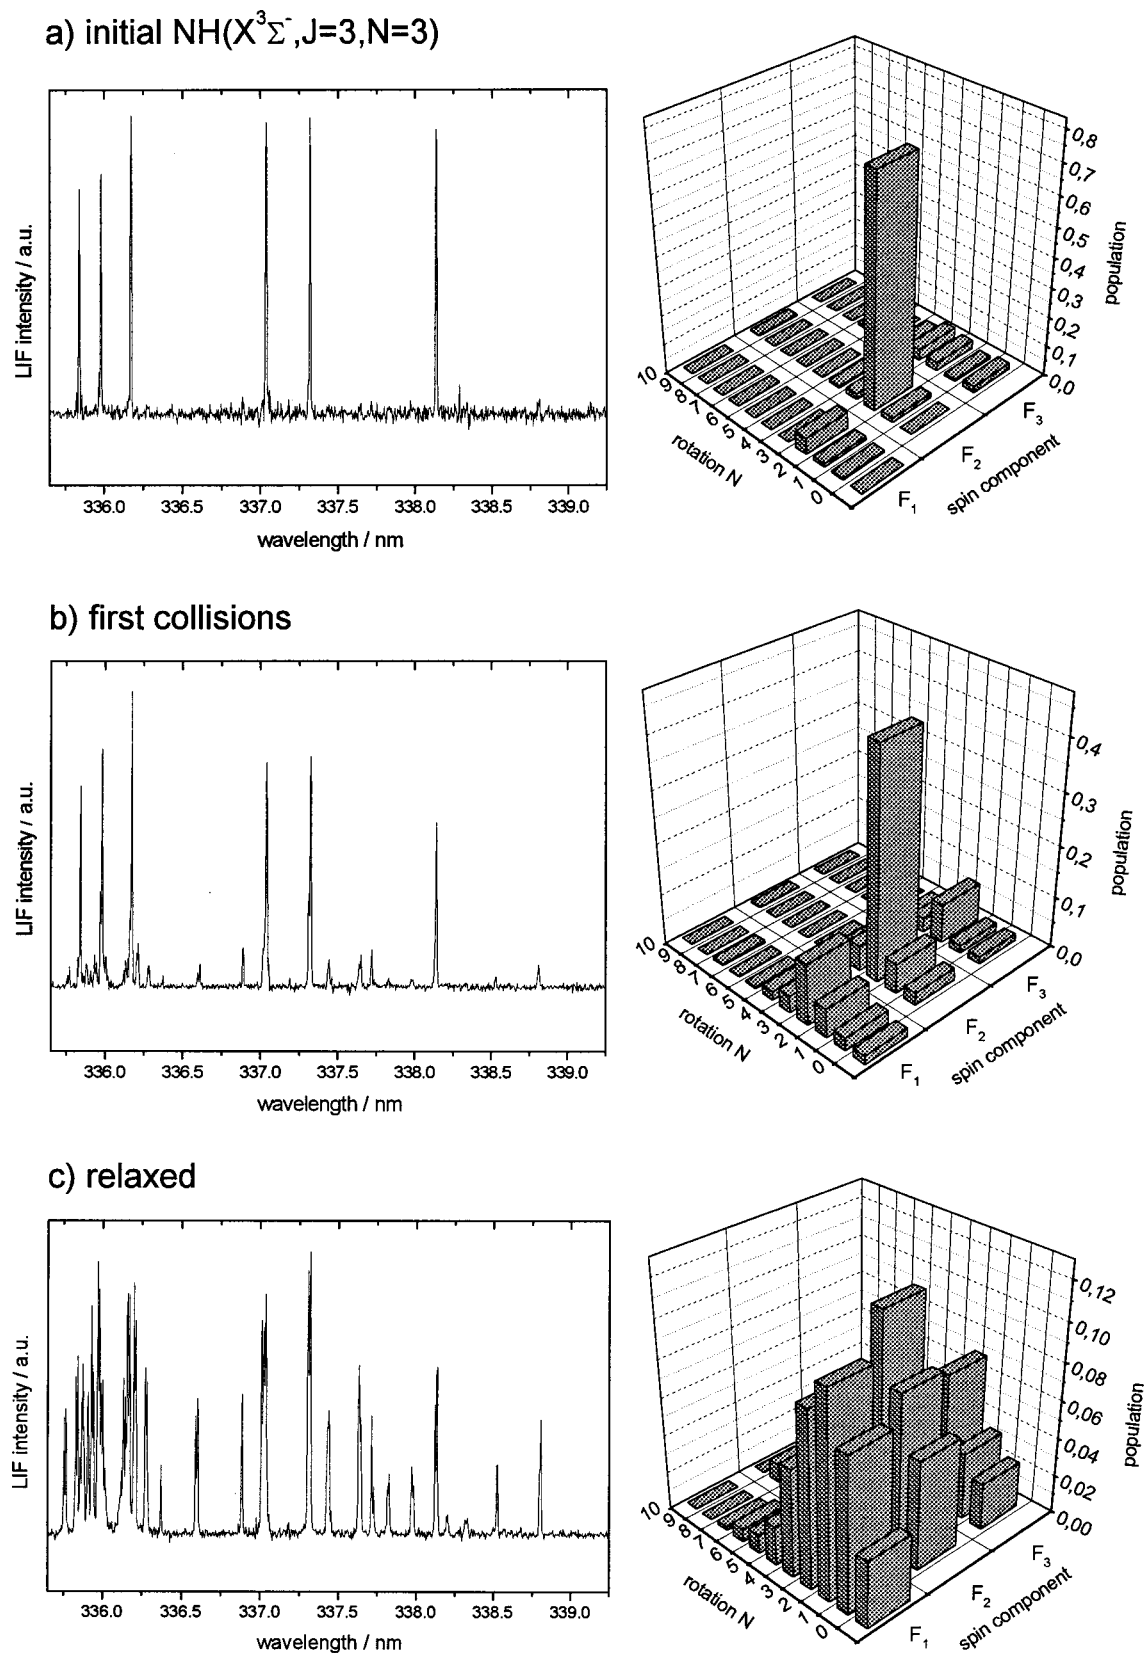 a) initial NH(X³Σ⁻,J=3,N=3)
LIF intensity / a.u.
336.0 336.5 337.0 337.5 338.0 338.5 339.0
wavelength / nm
0,8
0,7
0,6
0,5
0,4
0,3
0,2
0,1
0,0
population
10 9 8 7 6 5 4 3 2 1 0
rotation N
F₁ F₂ F₃
spin component
b) first collisions
LIF intensity / a.u.
336.0 336.5 337.0 337.5 338.0 338.5 339.0
wavelength / nm
0,4
0,3
0,2
0,1
0,0
population
10 9 8 7 6 5 4 3 2 1 0
rotation N
F₁ F₂ F₃
spin component
c) relaxed
LIF intensity / a.u.
336.0 336.5 337.0 337.5 338.0 338.5 339.0
wavelength / nm
0,12
0,10
0,08
0,06
0,04
0,02
0,00
population
10 9 8 7 6 5 4 3 2 1 0
rotation N
F₁ F₂ F₃
spin component